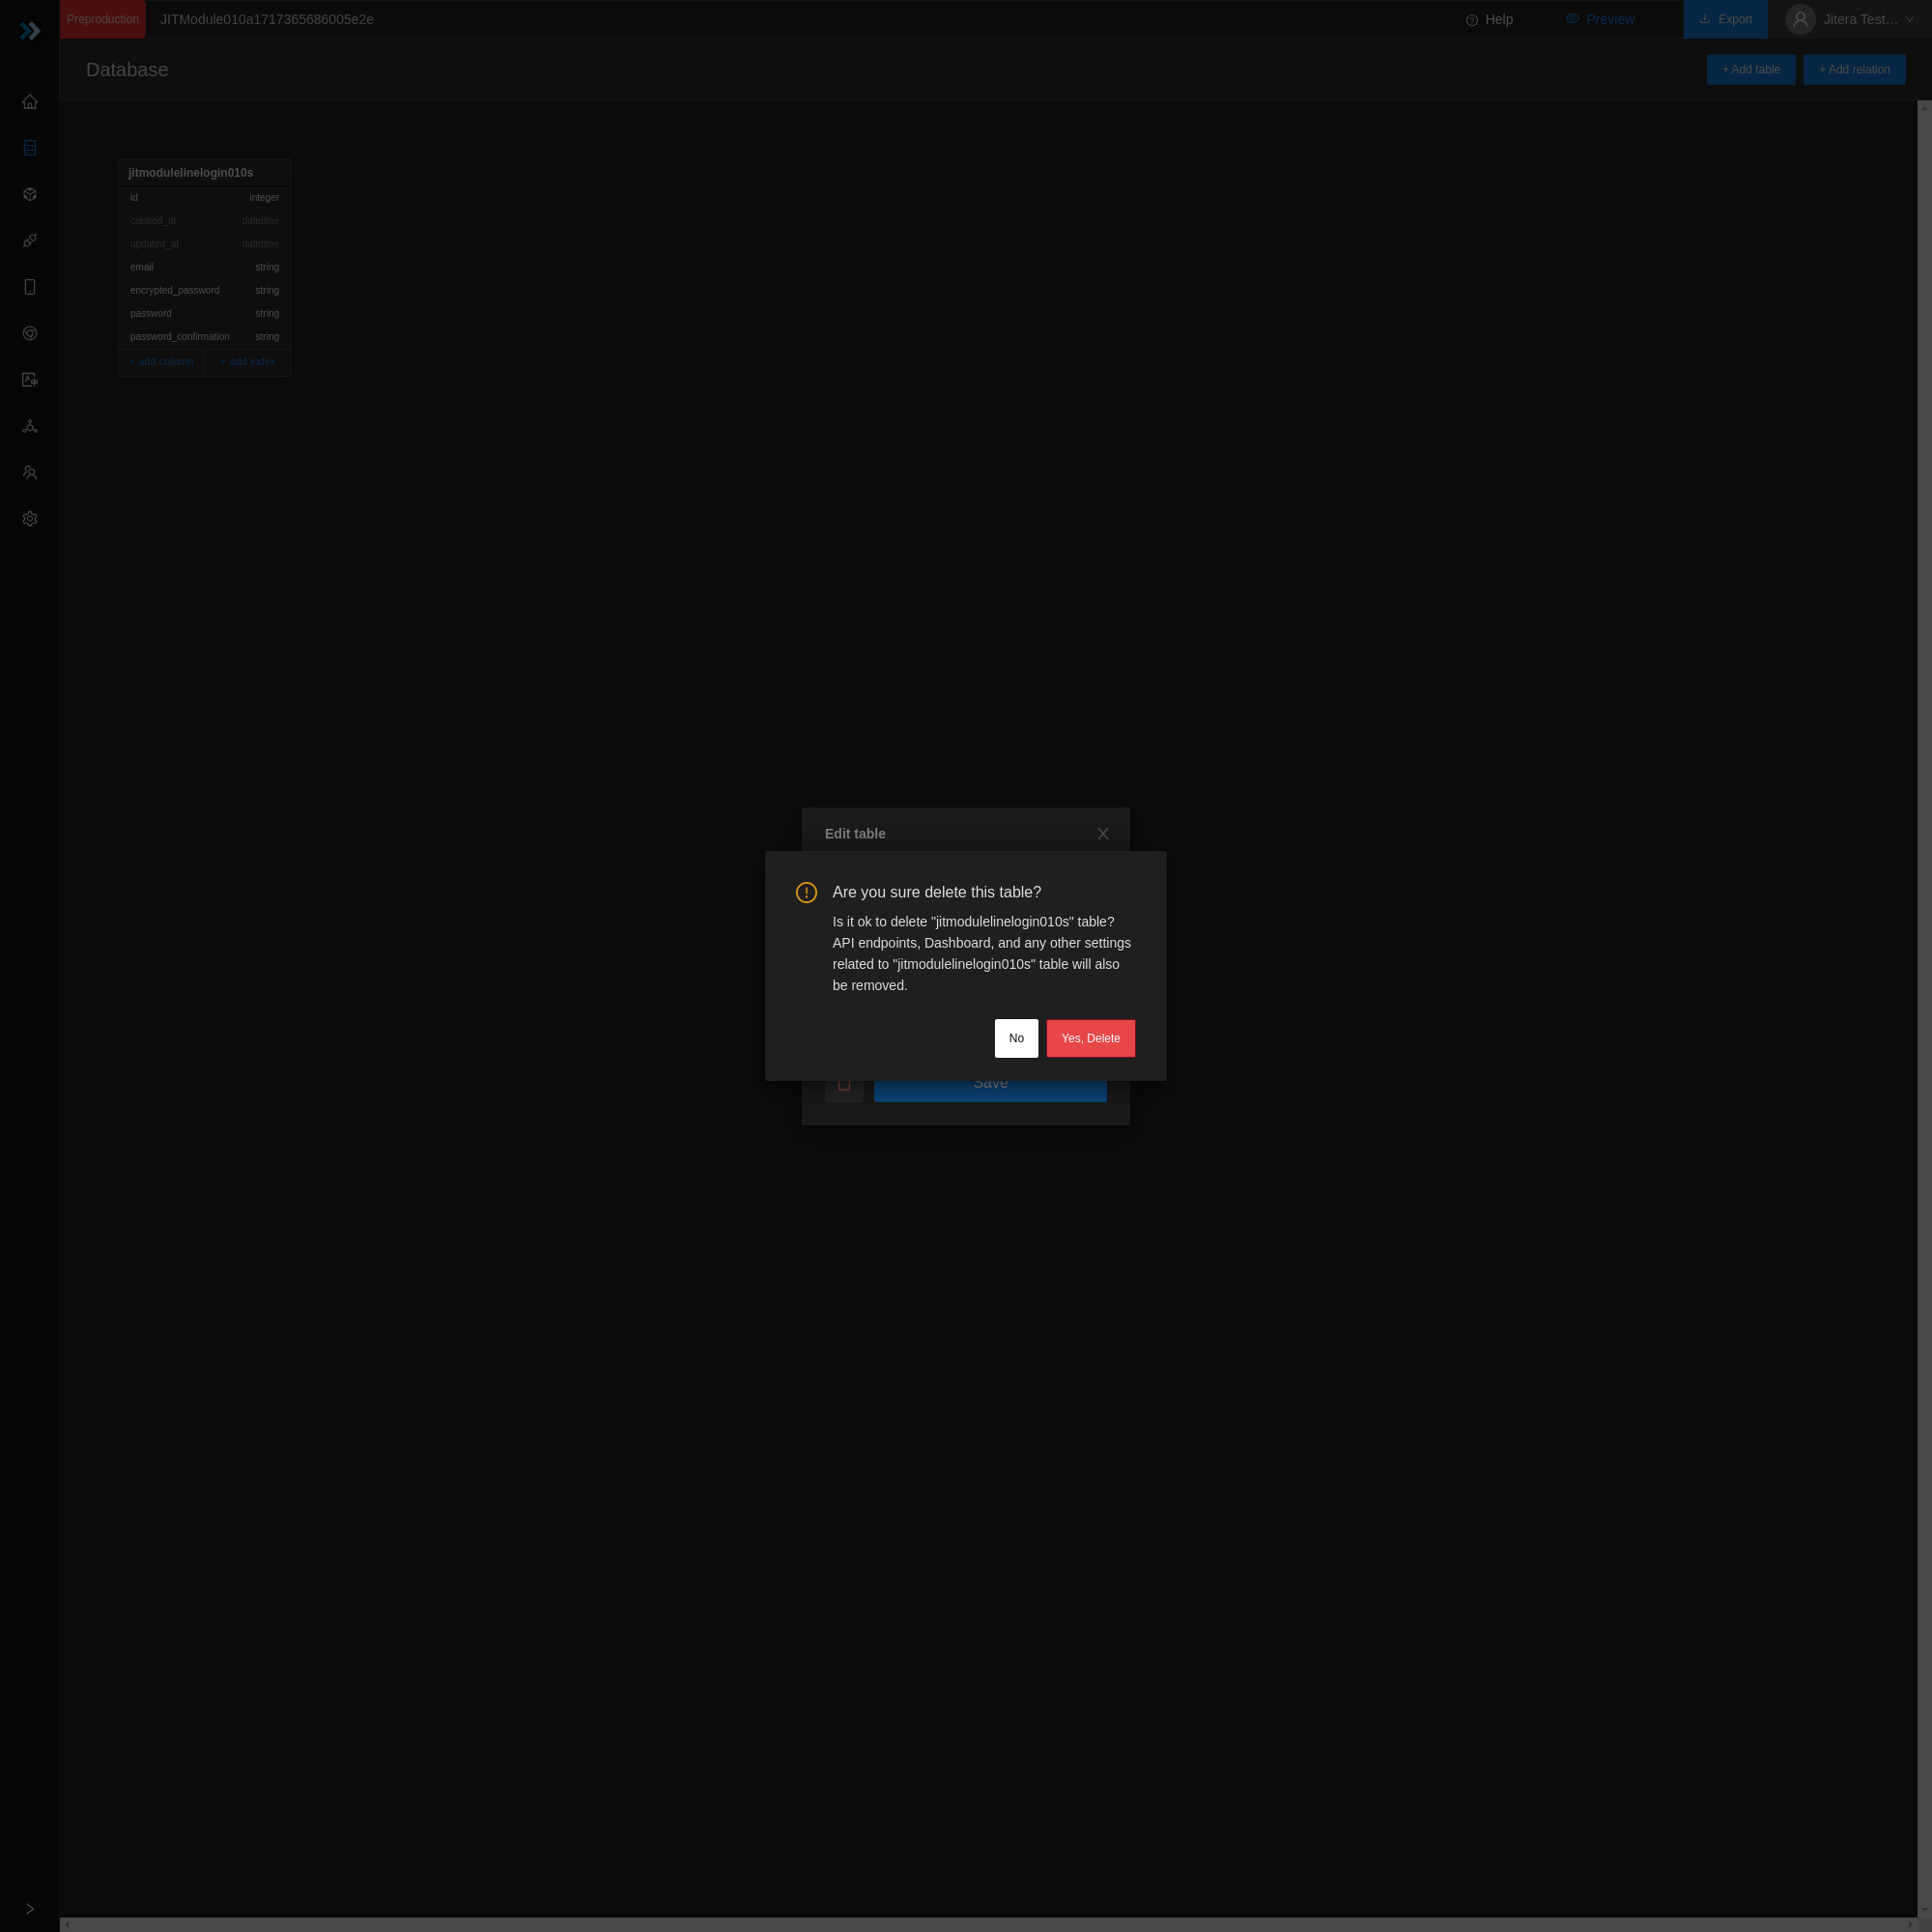 Preproduction
JITModule010a1717365686005e2e
Help
Preview
Export
Jitera Test...
Database
+ Add table
+ Add relation
jitmodulelinelogin010s
id integer
created_at datetime
updated_at datetime
email string
encrypted_password string
password string
password_confirmation string
+ add column
+ add index
Edit table
Are you sure delete this table?
Is it ok to delete "jitmodulelinelogin010s" table?
API endpoints, Dashboard, and any other settings
related to "jitmodulelinelogin010s" table will also
be removed.
No
Yes, Delete
Save